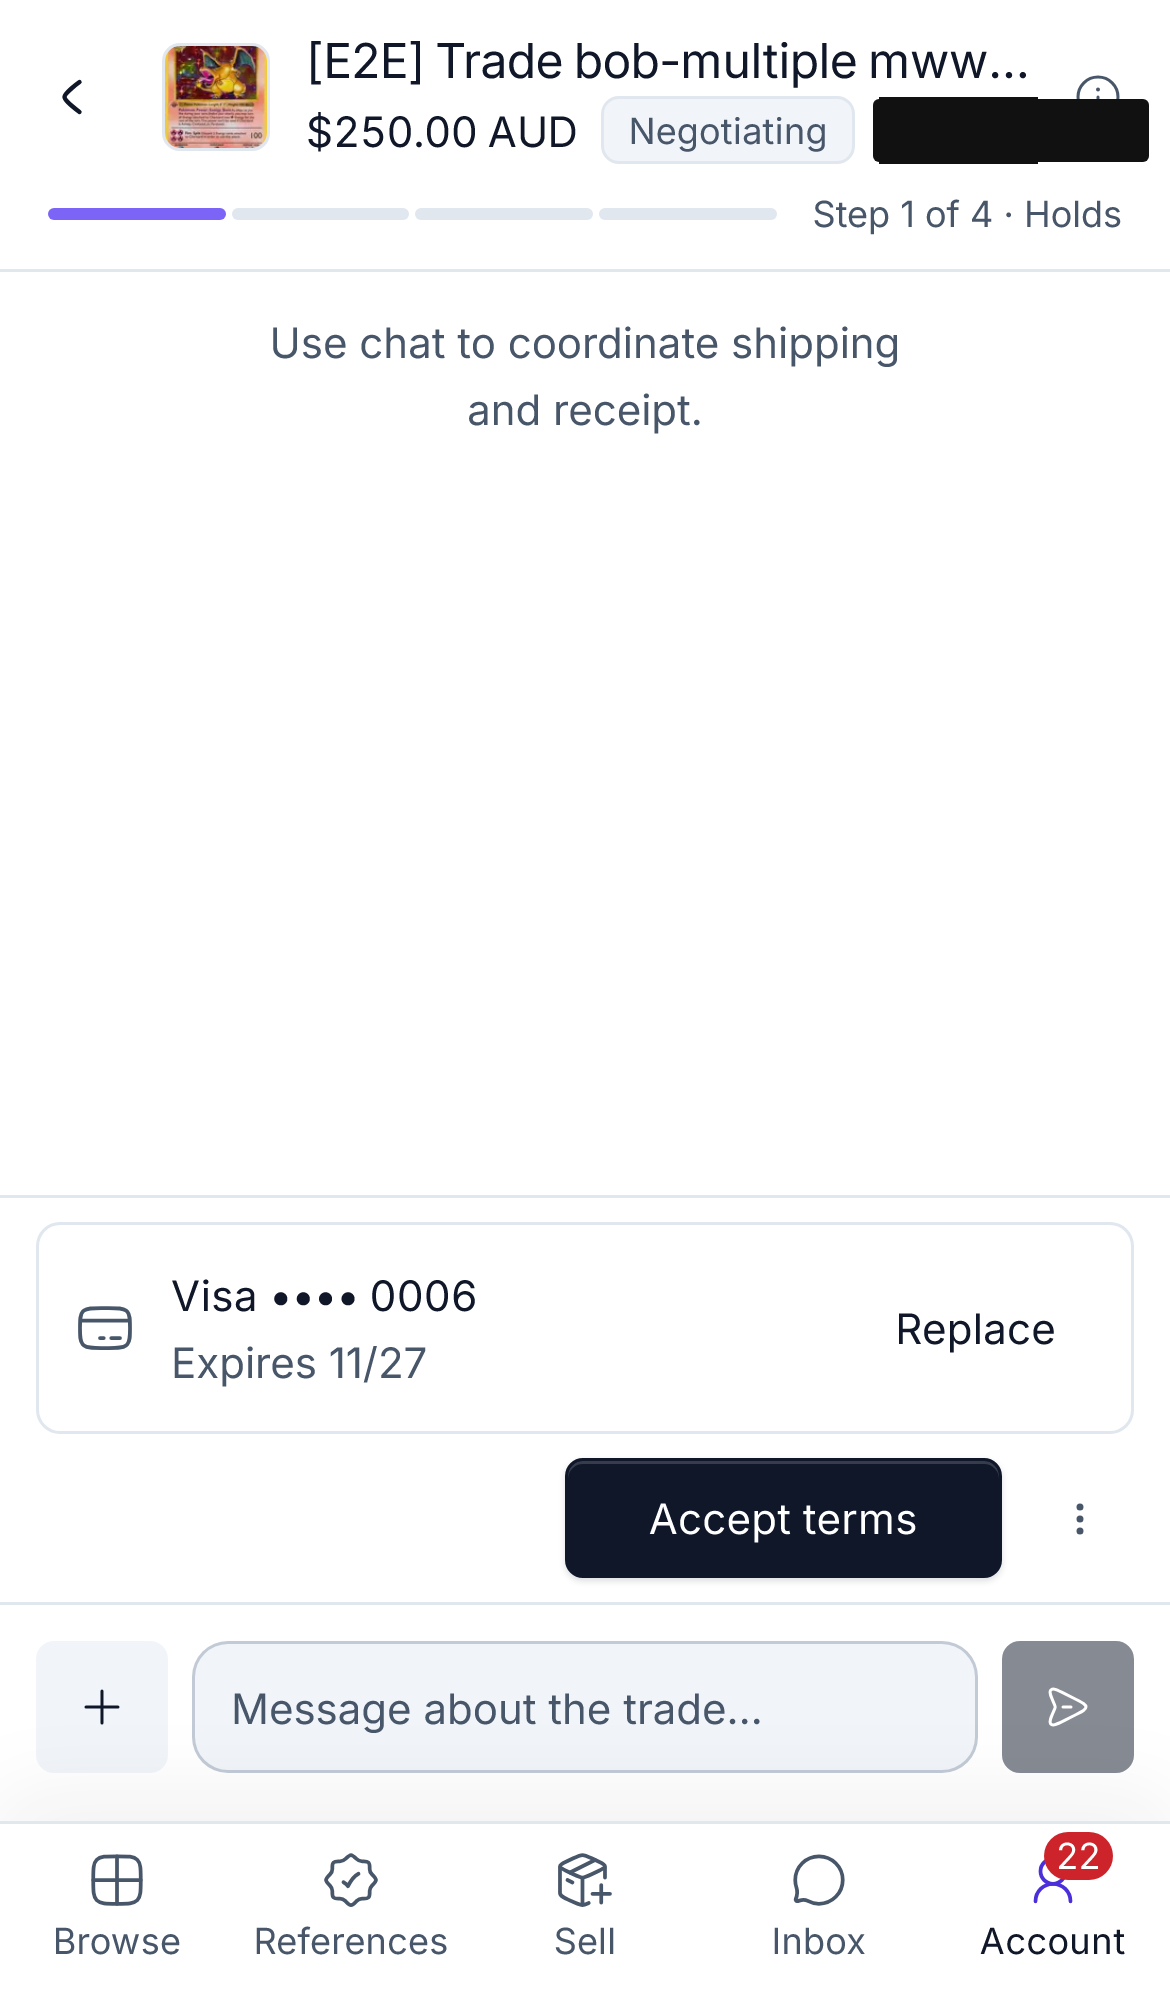 [E2E] Trade bob-multiple mww...
$250.00 AUD Negotiating
Step 1 of 4 · Holds
Use chat to coordinate shipping
and receipt.
Visa •••• 0006
Expires 11/27
Replace
Accept terms
Message about the trade...
22
Browse References Sell Inbox Account